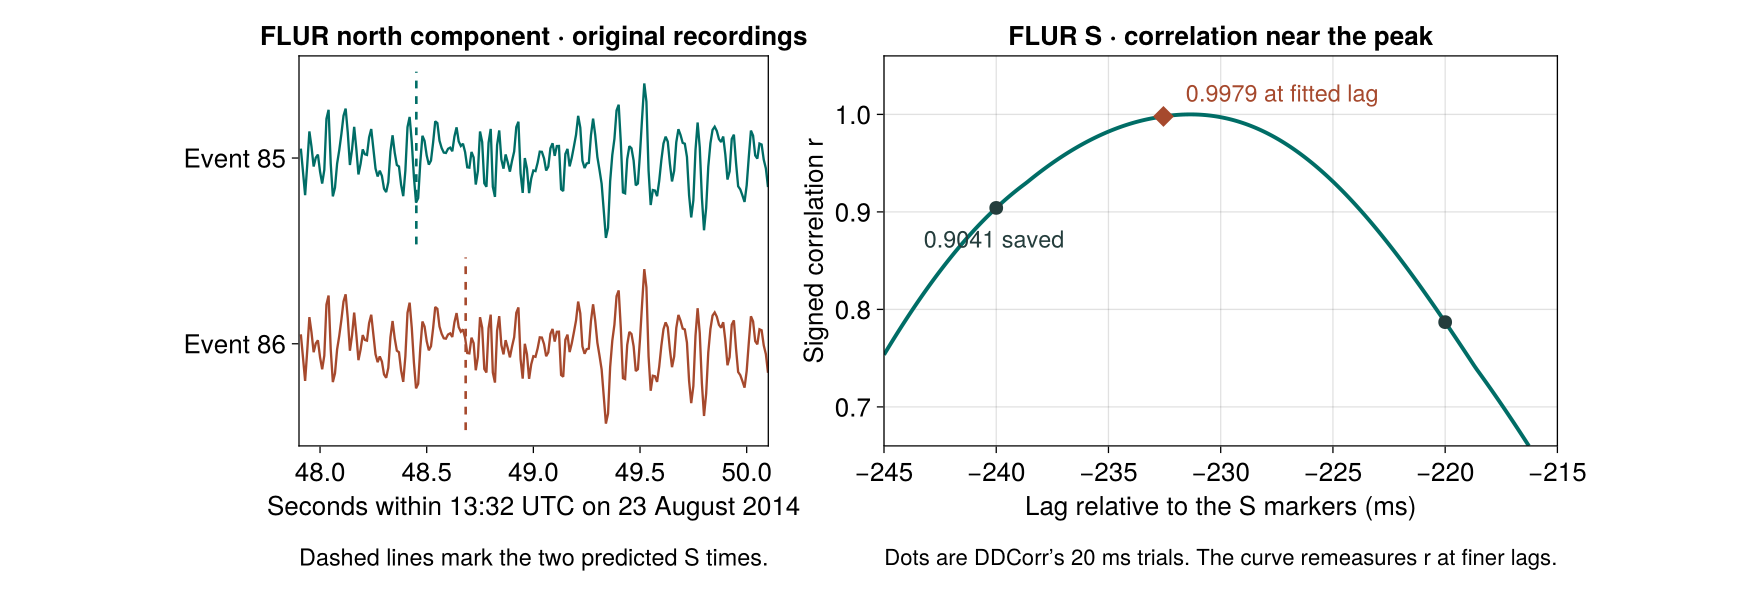 FLUR north component · original recordings
Event 85
Event 86
48.0 48.5 49.0 49.5 50.0
Seconds within 13:32 UTC on 23 August 2014
Dashed lines mark the two predicted S times.
FLUR S · correlation near the peak
Signed correlation r
1.0
0.9
0.8
0.7
0.9979 at fitted lag
0.9041 saved
−245 −240 −235 −230 −225 −220 −215
Lag relative to the S markers (ms)
Dots are DDCorr’s 20 ms trials. The curve remeasures r at finer lags.